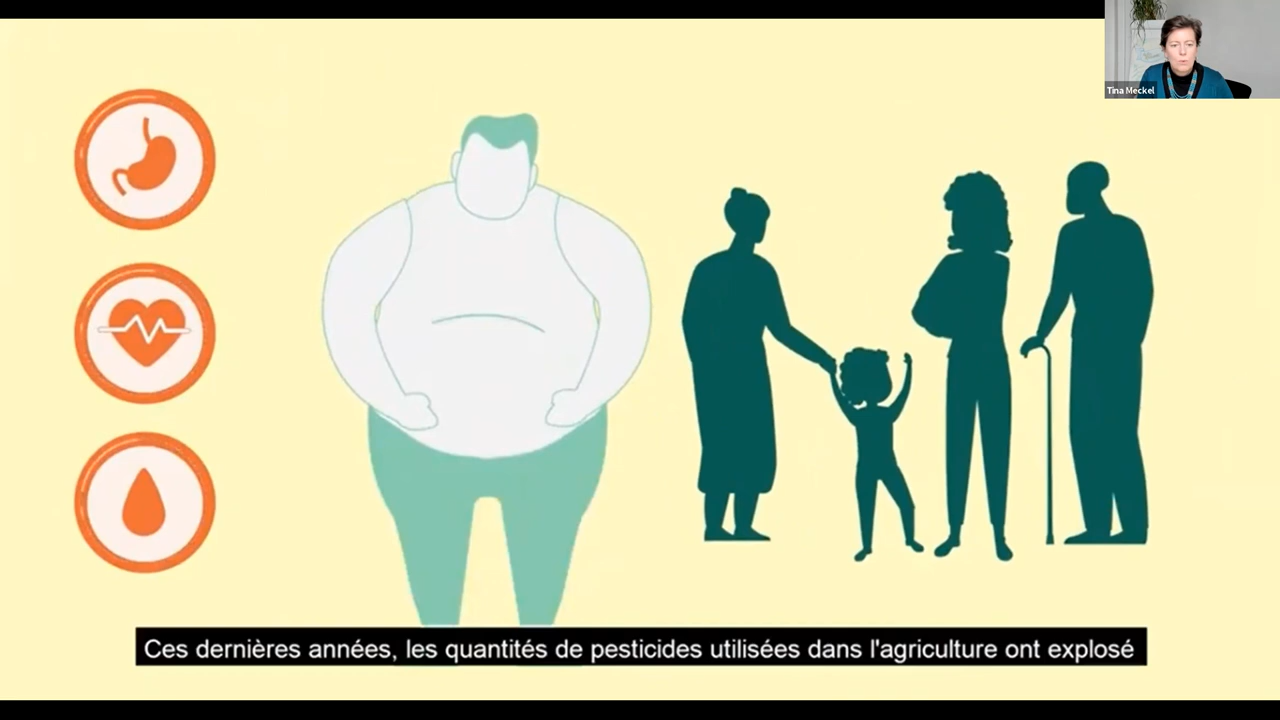 Tina Meckel
Ces dernières années, les quantités de pesticides utilisées dans l'agriculture ont explosé